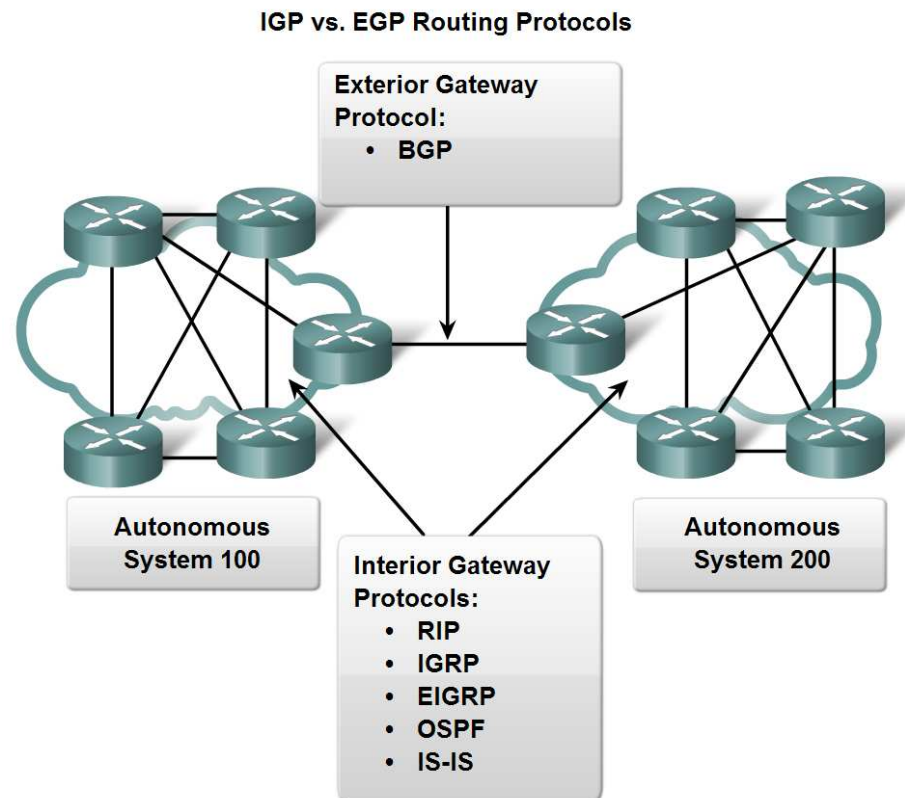 IGP vs. EGP Routing Protocols
Exterior Gateway
Protocol:
• BGP
Autonomous
System 100
Autonomous
System 200
Interior Gateway
Protocols:
• RIP
• IGRP
• EIGRP
• OSPF
• IS-IS